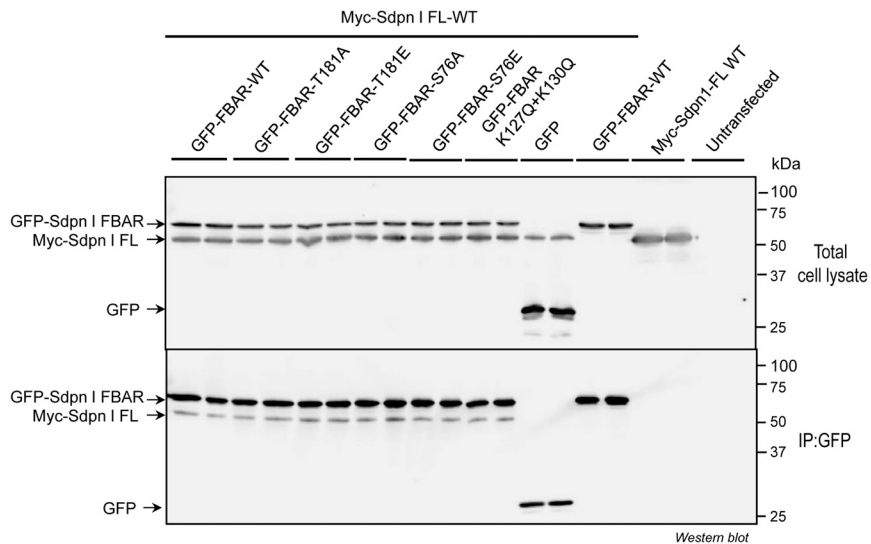 Myc-Sdpn I FL-WT
GFP-FBAR-WT
GFP-FBAR-T181A
GFP-FBAR-T181E
GFP-FBAR-S76A
GFP-FBAR-S76E
GFP-FBAR
K127Q+K130Q
GFP
GFP-FBAR-WT
Myc-Sdpn1-FL WT
Untransfected
kDa
GFP-Sdpn I FBAR
Myc-Sdpn I FL
GFP
100
75
50
37
25
Total
cell lysate
GFP-Sdpn I FBAR
Myc-Sdpn I FL
GFP
100
75
50
37
25
IP:GFP
Western blot